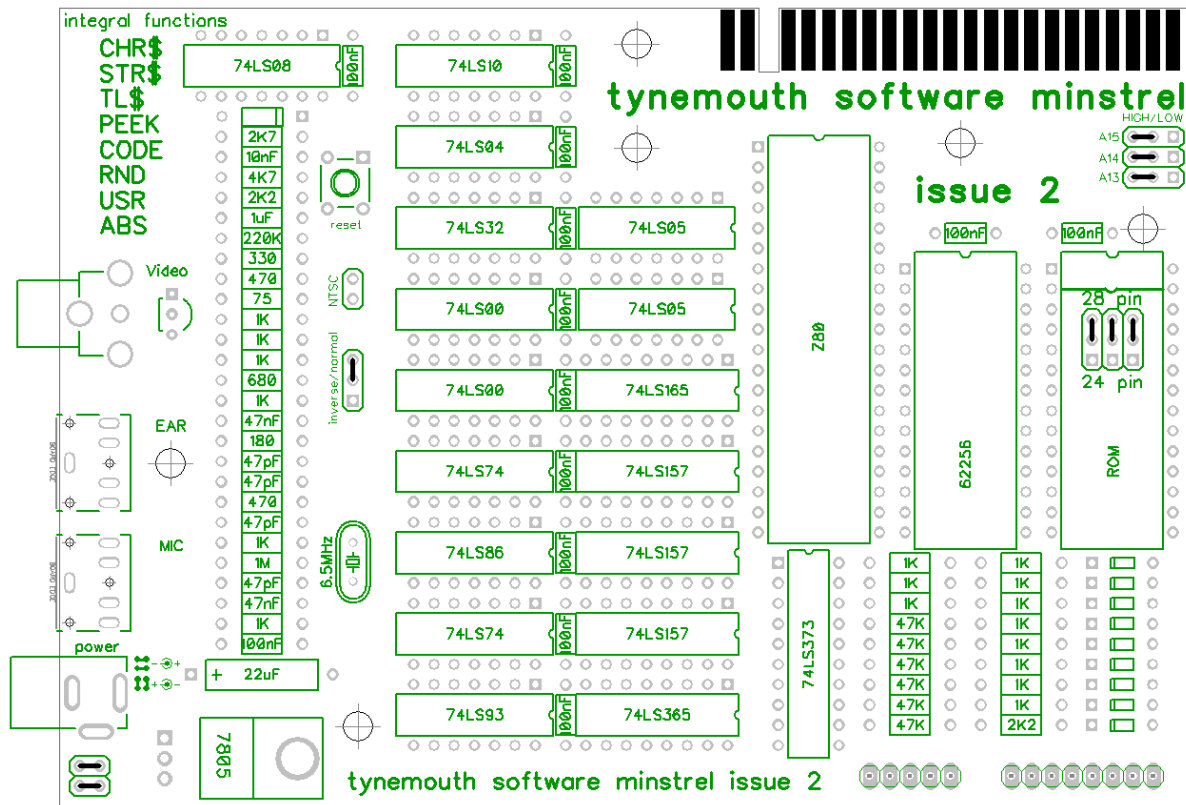 integral functions
CHR$
STR$
TL$
PEEK
CODE
RND
USR
ABS
74LS08
100nF
74LS10
100nF
tynemouth software minstrel
HIGH/LOW
A15
A14
A13
issue 2
2K7
10nF
4K7
2K2
1uF
220K
330
470
75
1K
1K
1K
680
1K
47nF
180
47pF
47pF
470
47pF
1K
1M
47pF
47nF
1K
100nF
reset
Video
NTSC
inverse/normal
EAR
MIC
6.5MHz
power
- +
+ -
+ 22uF
7805
74LS04
100nF
74LS32
100nF
74LS05
74LS00
100nF
74LS05
74LS00
100nF
74LS165
74LS74
100nF
74LS157
74LS86
100nF
74LS157
74LS74
100nF
74LS157
74LS93
100nF
74LS365
Z80
74LS373
100nF
62256
100nF
28 pin
24 pin
ROM
1K
1K
1K
47K
47K
47K
47K
47K
47K
1K
1K
1K
1K
1K
1K
1K
1K
2K2
tynemouth software minstrel issue 2